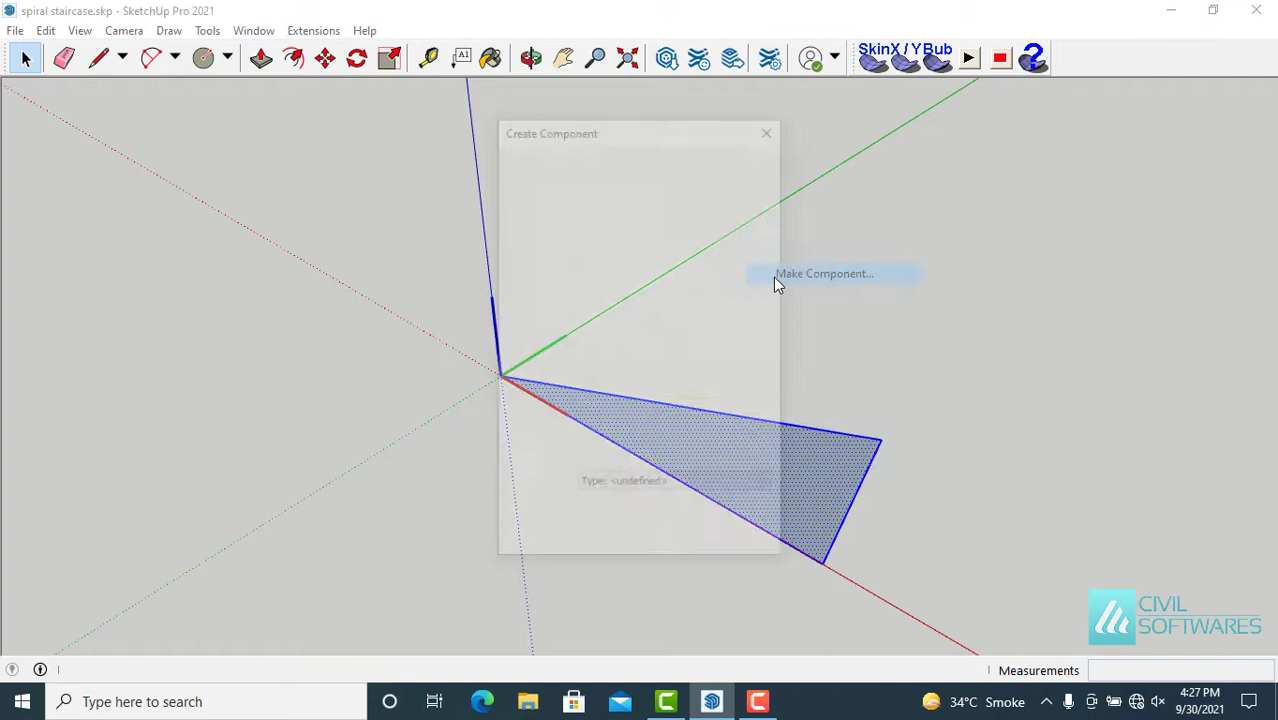 spiral staircase.skp - SketchUp Pro 2021
File Edit View Camera Draw Tools Window Extensions Help
A1
SkinX / YBub
?
Create Component
Make Component...
Type: <undefined>
CIVIL
SOFTWARES
Measurements
Type here to search
34°C Smoke
4:27 PM
9/30/2021